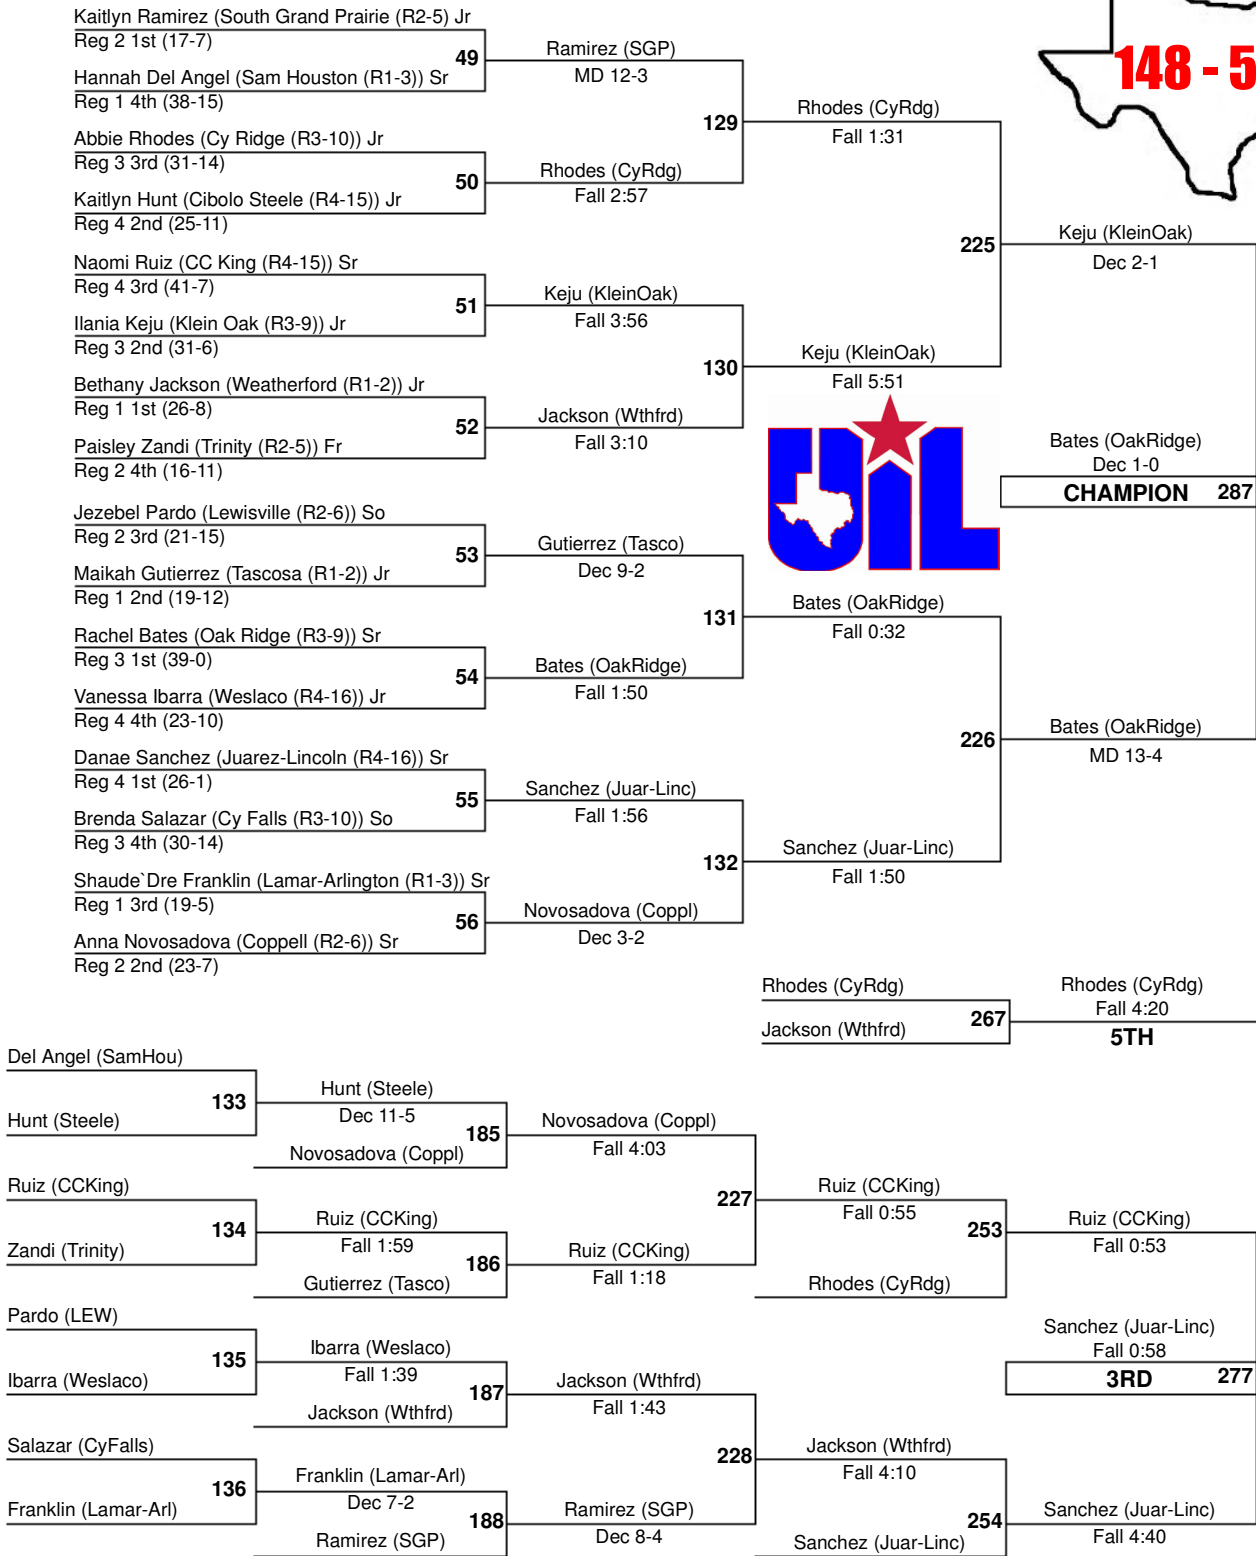 148 - 5
Kaitlyn Ramirez (South Grand Prairie (R2-5) Jr
Reg 2 1st (17-7)
49
Hannah Del Angel (Sam Houston (R1-3)) Sr
Reg 1 4th (38-15)
Ramirez (SGP)
MD 12-3
129
Abbie Rhodes (Cy Ridge (R3-10)) Jr
Reg 3 3rd (31-14)
50
Kaitlyn Hunt (Cibolo Steele (R4-15)) Jr
Reg 4 2nd (25-11)
Rhodes (CyRdg)
Fall 2:57
Rhodes (CyRdg)
Fall 1:31
225
Naomi Ruiz (CC King (R4-15)) Sr
Reg 4 3rd (41-7)
51
Ilania Keju (Klein Oak (R3-9)) Jr
Reg 3 2nd (31-6)
Keju (KleinOak)
Fall 3:56
130
Bethany Jackson (Weatherford (R1-2)) Jr
Reg 1 1st (26-8)
52
Paisley Zandi (Trinity (R2-5)) Fr
Reg 2 4th (16-11)
Jackson (Wthfrd)
Fall 3:10
Keju (KleinOak)
Fall 5:51
Keju (KleinOak)
Dec 2-1
UIL
Bates (OakRidge)
Dec 1-0
CHAMPION 287
Jezebel Pardo (Lewisville (R2-6)) So
Reg 2 3rd (21-15)
53
Maikah Gutierrez (Tascosa (R1-2)) Jr
Reg 1 2nd (19-12)
Gutierrez (Tasco)
Dec 9-2
131
Rachel Bates (Oak Ridge (R3-9)) Sr
Reg 3 1st (39-0)
54
Vanessa Ibarra (Weslaco (R4-16)) Jr
Reg 4 4th (23-10)
Bates (OakRidge)
Fall 1:50
Bates (OakRidge)
Fall 0:32
226
Danae Sanchez (Juarez-Lincoln (R4-16)) Sr
Reg 4 1st (26-1)
55
Brenda Salazar (Cy Falls (R3-10)) So
Reg 3 4th (30-14)
Sanchez (Juar-Linc)
Fall 1:56
132
Shaude`Dre Franklin (Lamar-Arlington (R1-3)) Sr
Reg 1 3rd (19-5)
56
Anna Novosadova (Coppell (R2-6)) Sr
Reg 2 2nd (23-7)
Novosadova (Coppl)
Dec 3-2
Sanchez (Juar-Linc)
Fall 1:50
Bates (OakRidge)
MD 13-4
Rhodes (CyRdg)
267
Jackson (Wthfrd)
Rhodes (CyRdg)
Fall 4:20
5TH
Del Angel (SamHou)
133
Hunt (Steele)
Hunt (Steele)
Dec 11-5
185
Novosadova (Coppl)
Novosadova (Coppl)
Fall 4:03
227
Ruiz (CCKing)
134
Zandi (Trinity)
Ruiz (CCKing)
Fall 1:59
186
Gutierrez (Tasco)
Ruiz (CCKing)
Fall 1:18
Ruiz (CCKing)
Fall 0:55
253
Rhodes (CyRdg)
Ruiz (CCKing)
Fall 0:53
Sanchez (Juar-Linc)
Fall 0:58
3RD 277
Pardo (LEW)
135
Ibarra (Weslaco)
Ibarra (Weslaco)
Fall 1:39
187
Jackson (Wthfrd)
Jackson (Wthfrd)
Fall 1:43
228
Salazar (CyFalls)
136
Franklin (Lamar-Arl)
Franklin (Lamar-Arl)
Dec 7-2
188
Ramirez (SGP)
Ramirez (SGP)
Dec 8-4
Jackson (Wthfrd)
Fall 4:10
254
Sanchez (Juar-Linc)
Sanchez (Juar-Linc)
Fall 4:40